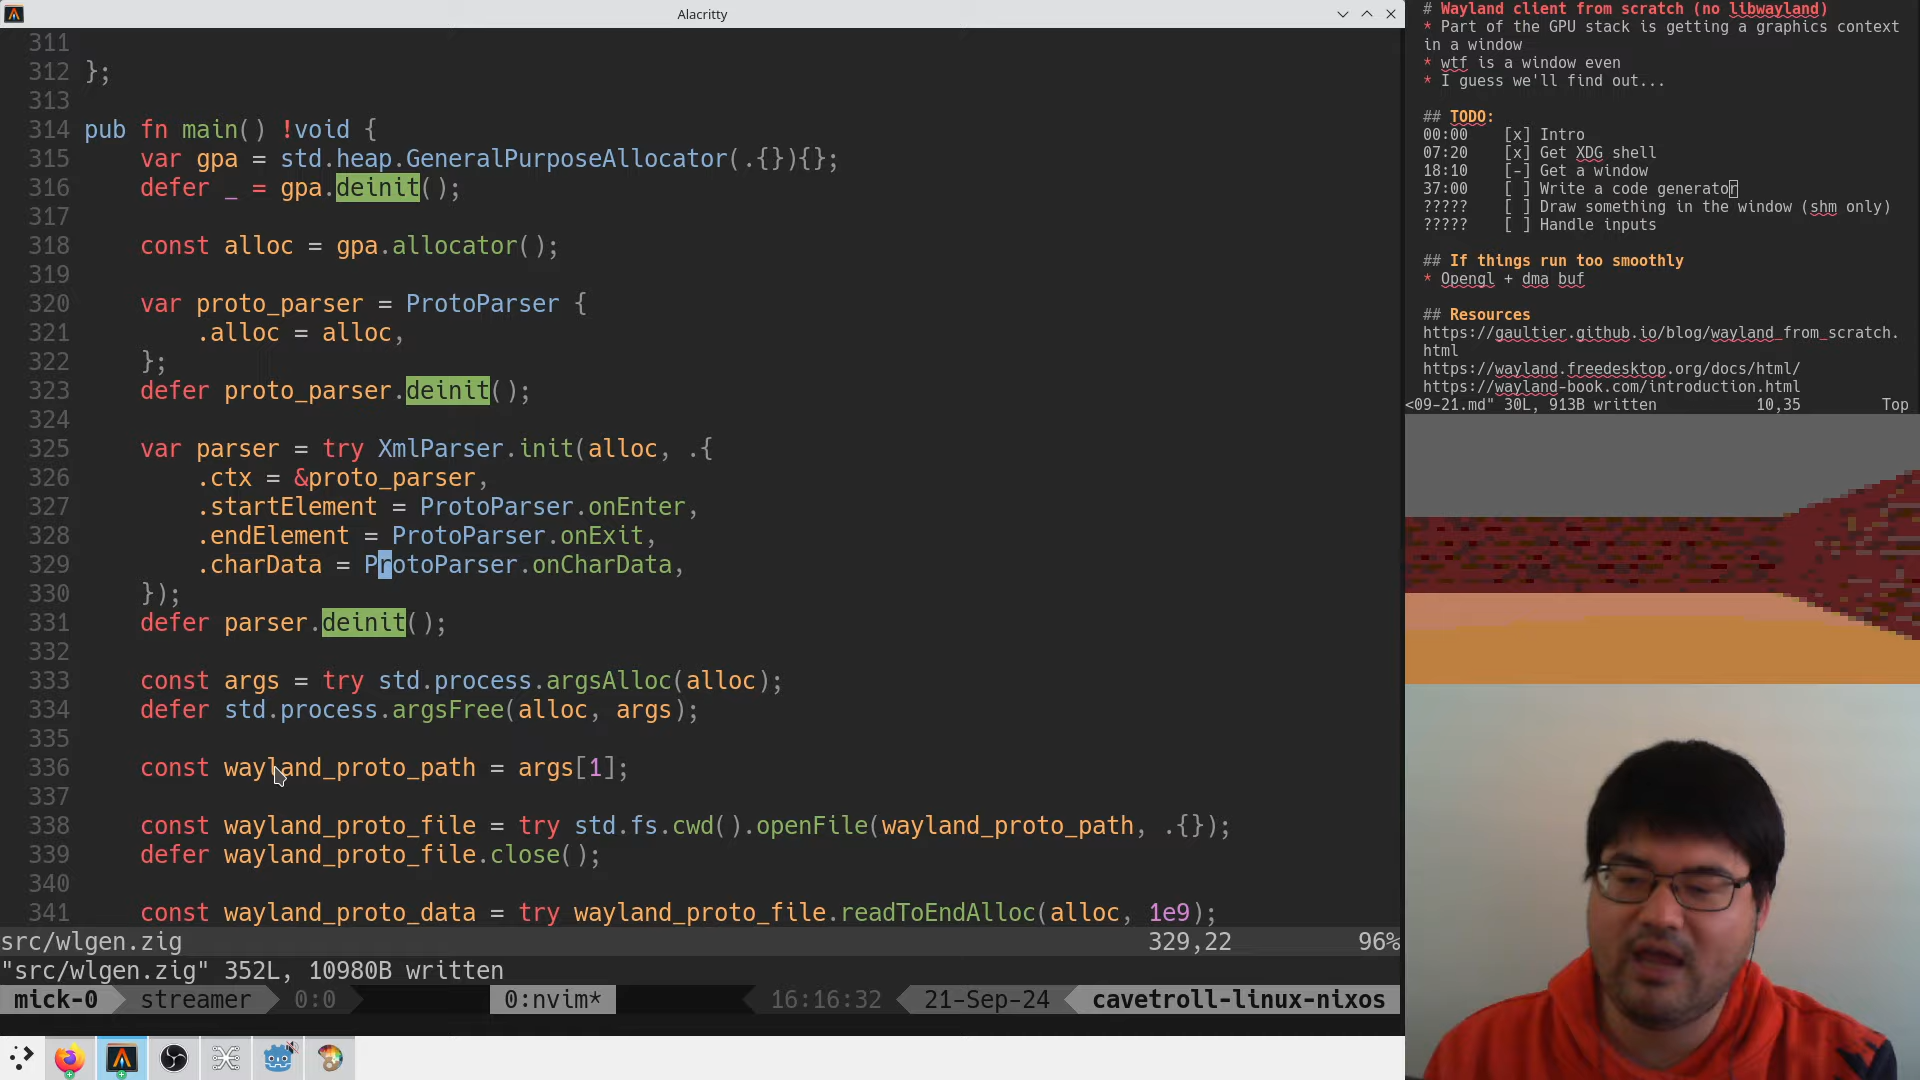 Alacritty
311
312 };
313
314 pub fn main() !void {
315     var gpa = std.heap.GeneralPurposeAllocator(.{}){};
316     defer _ = gpa.deinit();
317
318     const alloc = gpa.allocator();
319
320     var proto_parser = ProtoParser {
321         .alloc = alloc,
322     };
323     defer proto_parser.deinit();
324
325     var parser = try XmlParser.init(alloc, .{
326         .ctx = &proto_parser,
327         .startElement = ProtoParser.onEnter,
328         .endElement = ProtoParser.onExit,
329         .charData = ProtoParser.onCharData,
330     });
331     defer parser.deinit();
332
333     const args = try std.process.argsAlloc(alloc);
334     defer std.process.argsFree(alloc, args);
335
336     const wayland_proto_path = args[1];
337
338     const wayland_proto_file = try std.fs.cwd().openFile(wayland_proto_path, .{});
339     defer wayland_proto_file.close();
340
341     const wayland_proto_data = try wayland_proto_file.readToEndAlloc(alloc, 1e9);
src/wlgen.zig 329,22 96%
"src/wlgen.zig" 352L, 10980B written
mick-0 streamer 0:0 0:nvim* 16:16:32 21-Sep-24 cavetroll-linux-nixos
# Wayland client from scratch (no libwayland)
* Part of the GPU stack is getting a graphics context
in a window
* wtf is a window even
* I guess we'll find out...
## TODO:
00:00 [x] Intro
07:20 [x] Get XDG shell
18:10 [-] Get a window
37:00 [ ] Write a code generator
????? [ ] Draw something in the window (shm only)
????? [ ] Handle inputs
## If things run too smoothly
* Opengl + dma buf
## Resources
https://gaultier.github.io/blog/wayland_from_scratch.
html
https://wayland.freedesktop.org/docs/html/
https://wayland-book.com/introduction.html
<09-21.md" 30L, 913B written 10,35 Top